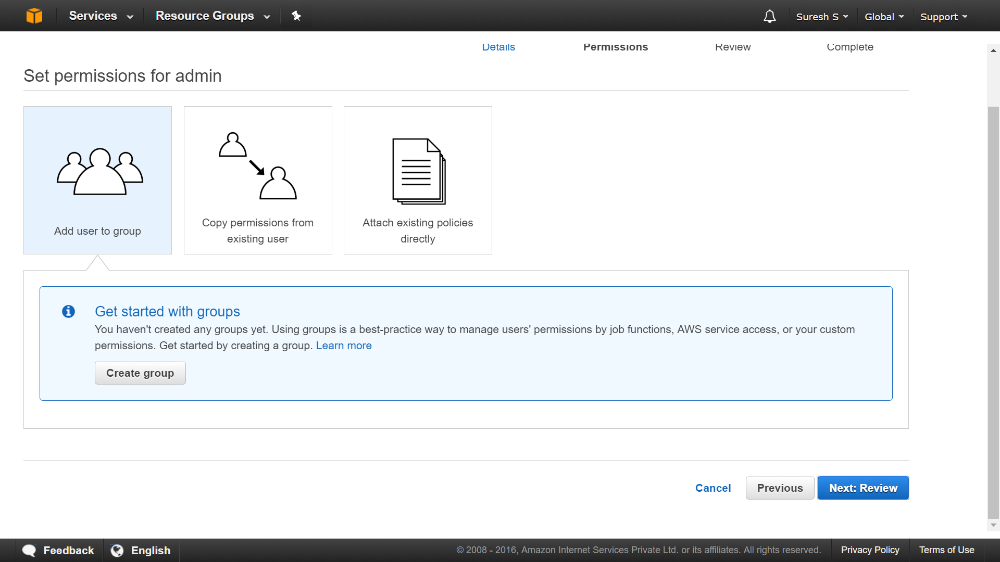 Services
Resource Groups
Suresh S
Global
Support
Details
Permissions
Review
Complete
Set permissions for admin
Add user to group
Copy permissions from
existing user
Attach existing policies
directly
Get started with groups
You haven't created any groups yet. Using groups is a best-practice way to manage users' permissions by job functions, AWS service access, or your custom
permissions. Get started by creating a group. Learn more
Create group
Cancel
Previous
Next: Review
Feedback
English
© 2008 - 2016, Amazon Internet Services Private Ltd. or its affiliates. All rights reserved.
Privacy Policy
Terms of Use